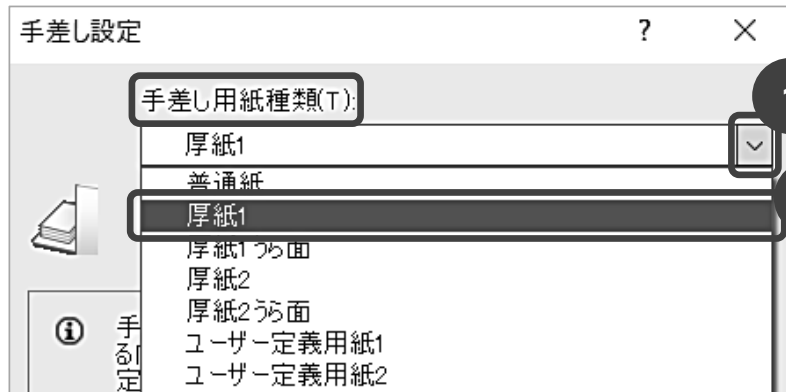 手差し設定 ?
手差し用紙種類(T):
厚紙1
普通紙
厚紙1
厚紙1うら面
厚紙2
厚紙2うら面
ユーザー定義用紙1
手
ユーザー定義用紙2
定